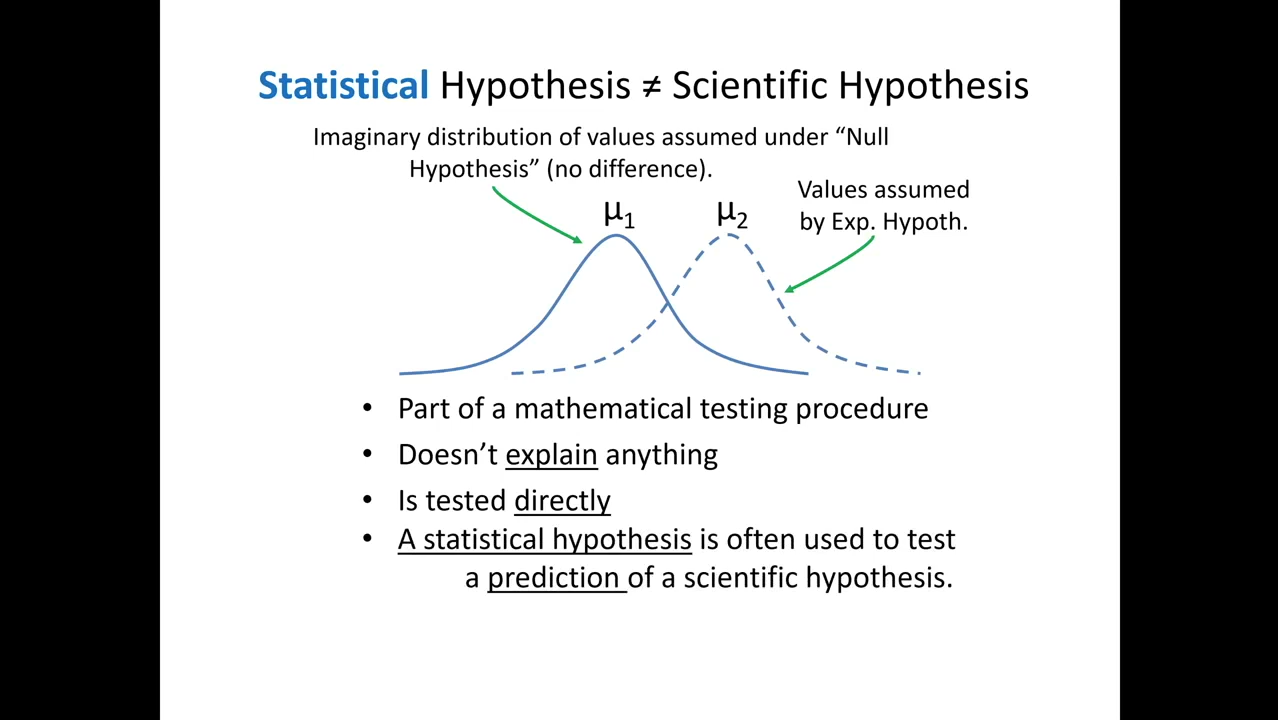 Statistical Hypothesis ≠ Scientific Hypothesis
Imaginary distribution of values assumed under “Null
Hypothesis” (no difference).
Values assumed
by Exp. Hypoth.
μ1
μ2
• Part of a mathematical testing procedure
• Doesn’t explain anything
• Is tested directly
• A statistical hypothesis is often used to test
a prediction of a scientific hypothesis.